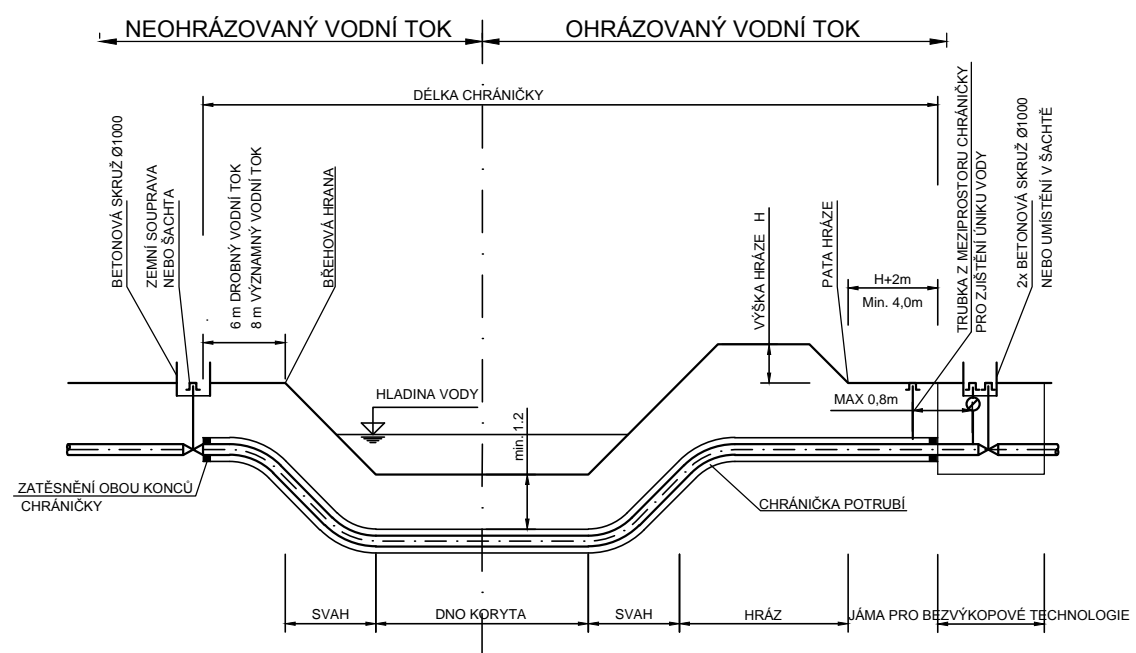 NEOHRÁZOVANÝ VODNÍ TOK
OHRÁZOVANÝ VODNÍ TOK
DÉLKA CHRÁNIČKY
BETONOVÁ SKRUŽ Ø1000
ZEMNÍ SOUPRAVA
NEBO ŠACHTA
6 m DROBNÝ VODNÍ TOK
8 m VÝZNAMNÝ VODNÍ TOK
BŘEHOVÁ HRANA
VÝŠKA HRÁZE H
PATA HRÁZE
H+2m
Min. 4,0m
TRUBKA Z MEZIPROSTORU CHRÁNIČKY
PRO ZJIŠTĚNÍ ÚNIKU VODY
2x BETONOVÁ SKRUŽ Ø1000
NEBO UMÍSTĚNÍ V ŠACHTĚ
HLADINA VODY
min. 1.2
MAX 0,8m
ZATĚSNĚNÍ OBOU KONCŮ
CHRÁNIČKY
CHRÁNIČKA POTRUBÍ
SVAH
DNO KORYTA
SVAH
HRÁZ
JÁMA PRO BEZVÝKOPOVÉ TECHNOLOGIE